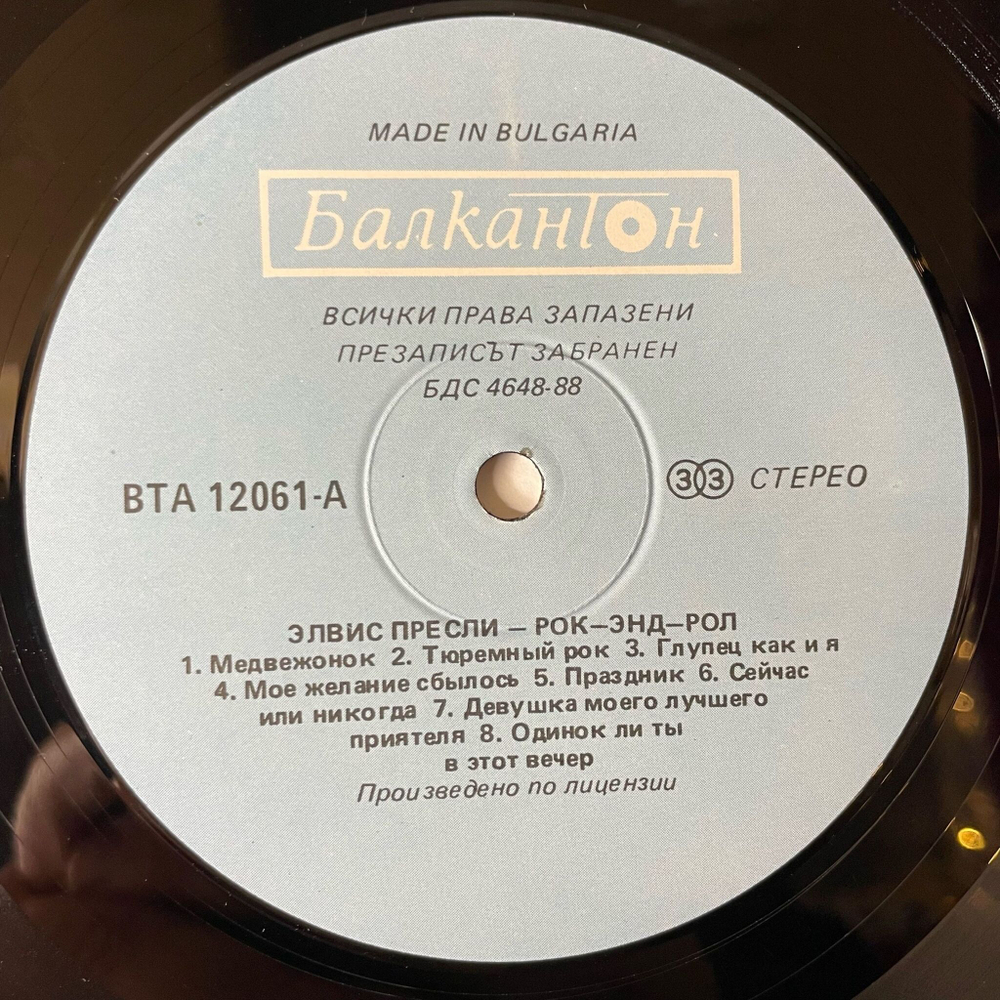 MADE IN BULGARIA
Балкантон
ВСИЧКИ ПРАВА ЗАПАЗЕНИ
ПРЕЗАПИСЪТ ЗАБРАНЕН
БДС 4648-88
ВТА 12061-А
33 СТЕРЕО
ЭЛВИС ПРЕСЛИ — РОК—ЭНД—РОЛ
1. Медвежонок 2. Тюремный рок 3. Глупец как и я
4. Мое желание сбылось 5. Праздник 6. Сейчас
или никогда 7. Девушка моего лучшего
приятеля 8. Одинок ли ты
в этот вечер
Произведено по лицензии